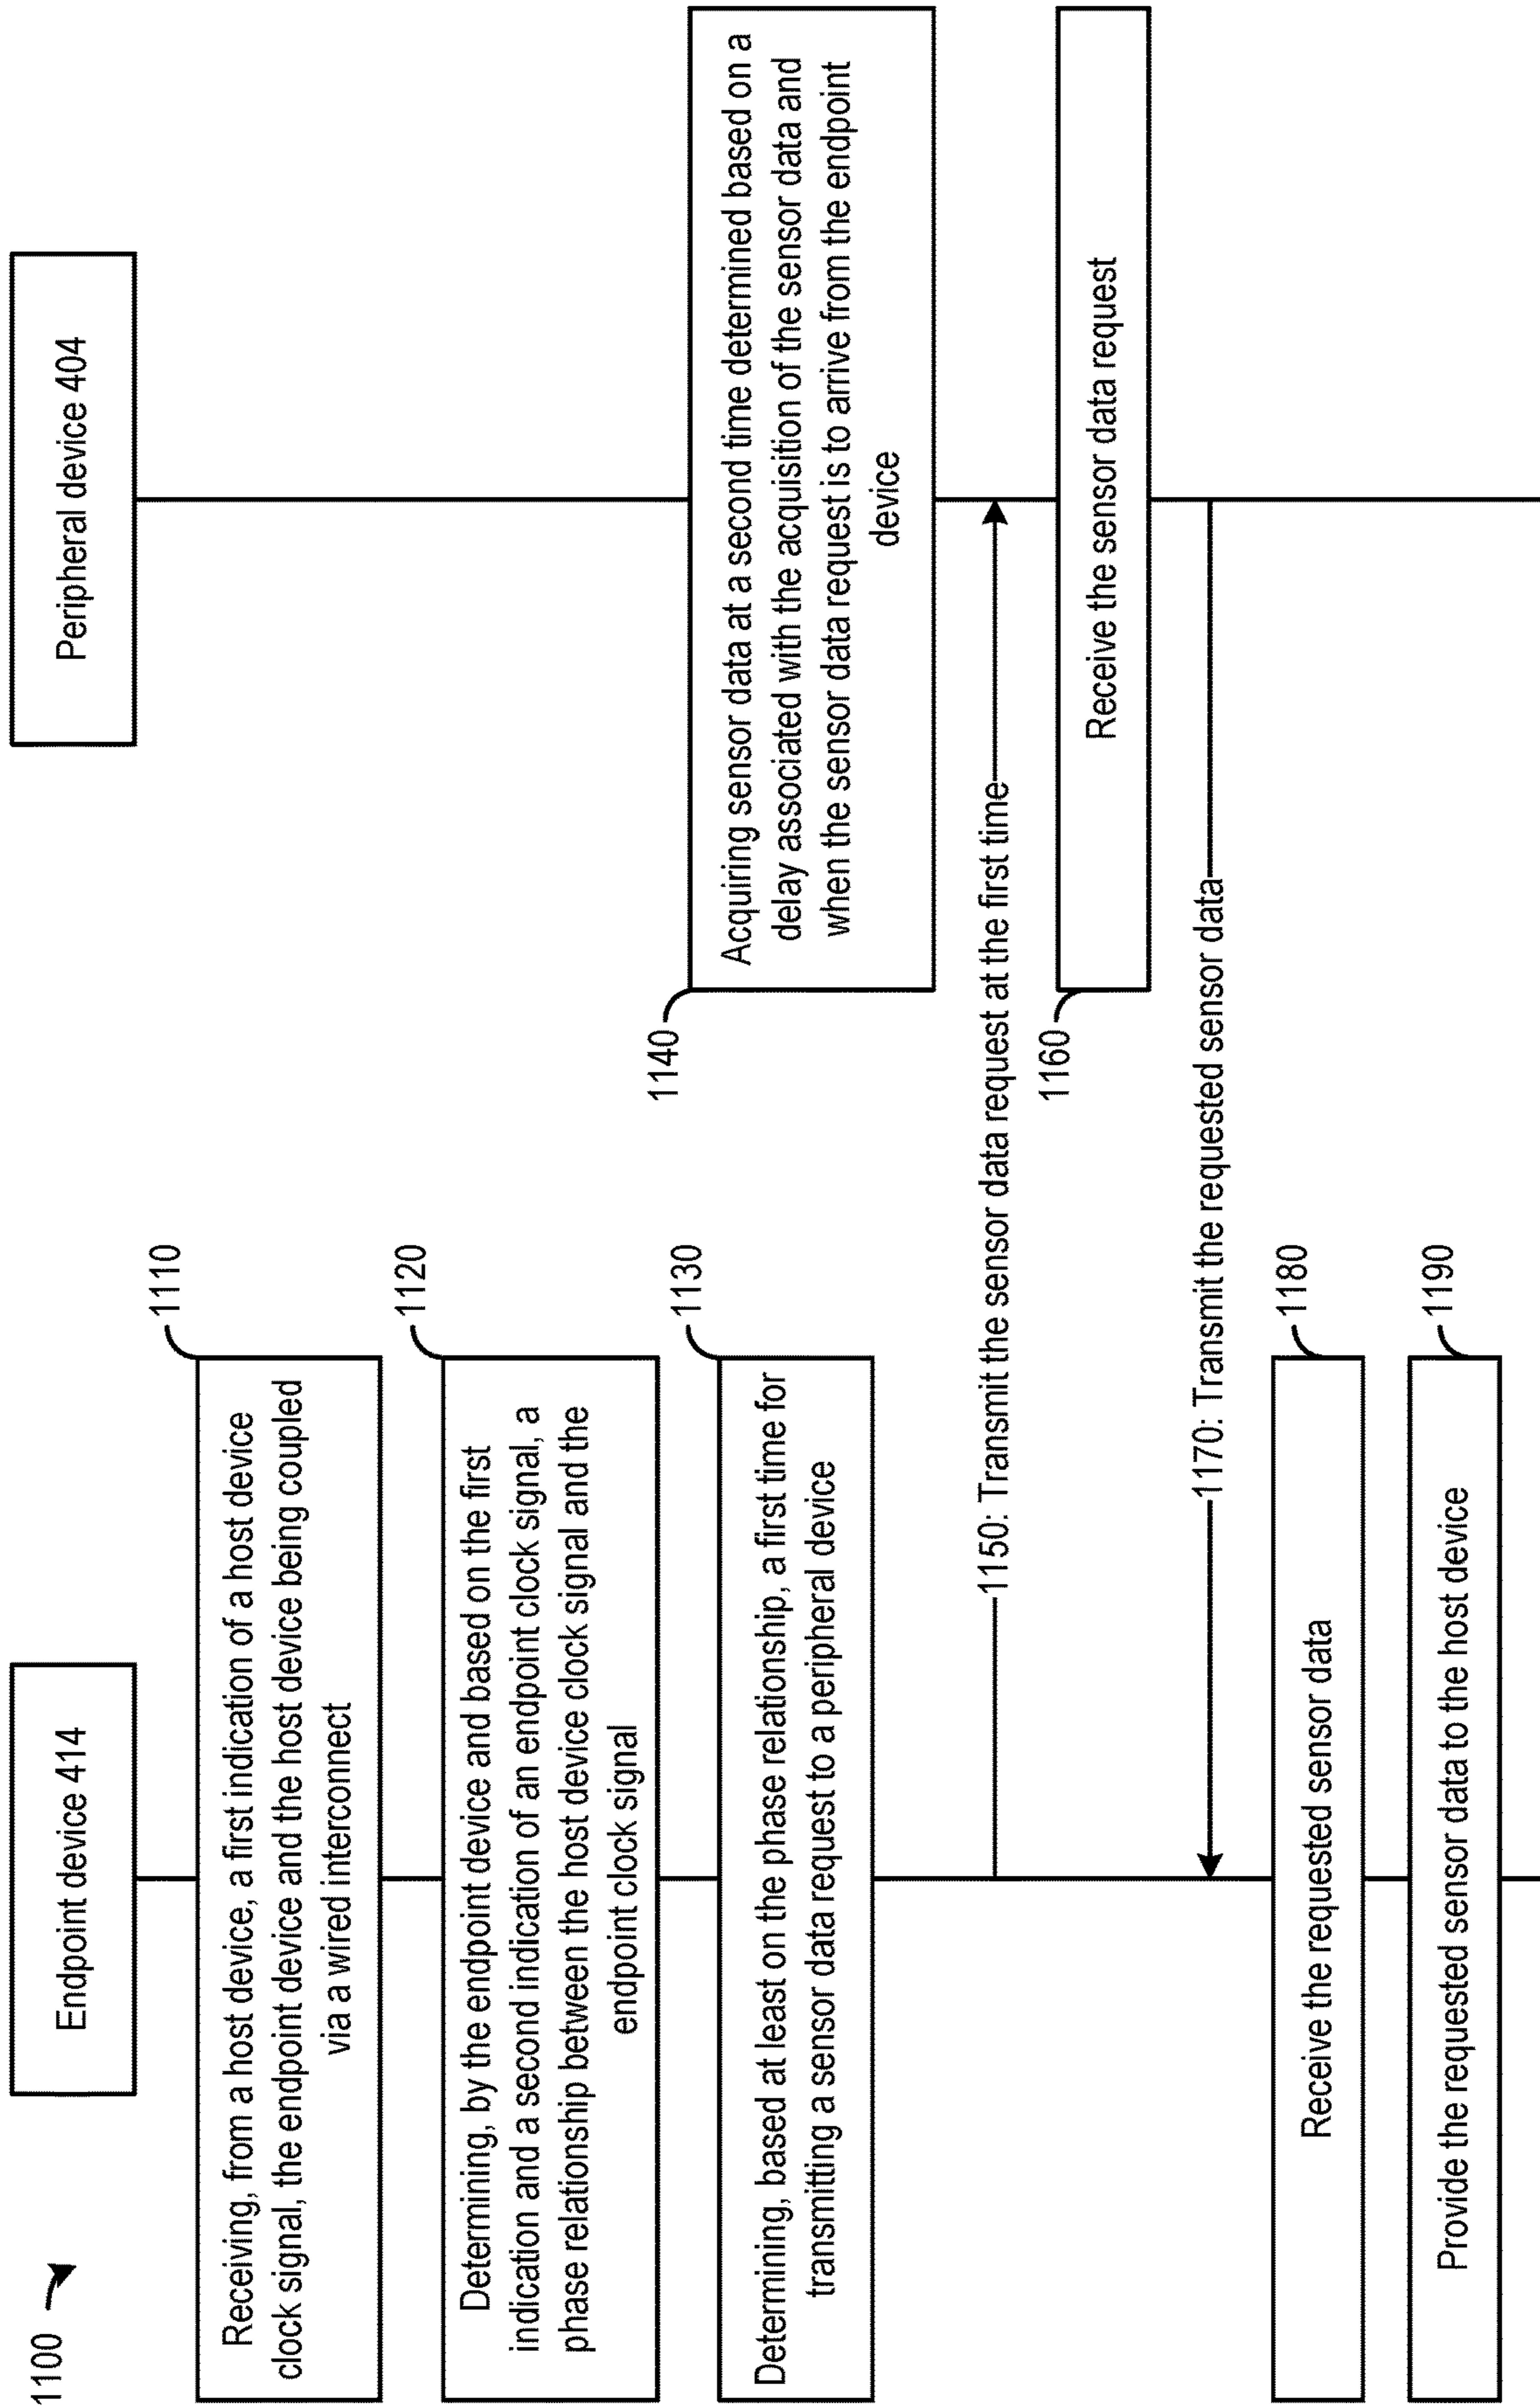 1100
Endpoint device 414
Peripheral device 404
1110
Receiving, from a host device, a first indication of a host device
clock signal, the endpoint device and the host device being coupled
via a wired interconnect
1120
Determining, by the endpoint device and based on the first
indication and a second indication of an endpoint clock signal, a
phase relationship between the host device clock signal and the
endpoint clock signal
1130
Determining, based at least on the phase relationship, a first time for
transmitting a sensor data request to a peripheral device
1140
Acquiring sensor data at a second time determined based on a
delay associated with the acquisition of the sensor data and
when the sensor data request is to arrive from the endpoint
device
1150: Transmit the sensor data request at the first time
1160
Receive the sensor data request
1170: Transmit the requested sensor data
1180
Receive the requested sensor data
1190
Provide the requested sensor data to the host device